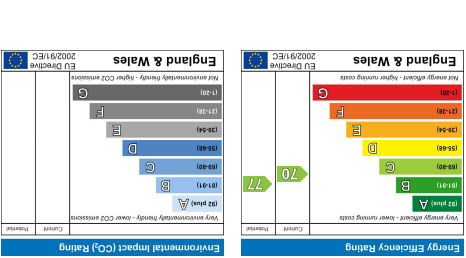 Energy Efficiency Rating
Current Potential
Very energy efficient - lower running costs
(92 plus) A
(81-91) B
(69-80) C
(55-68) D
(39-54) E
(21-38) F
(1-20) G
Not energy efficient - higher running costs
70
77
England & Wales
EU Directive
2002/91/EC
Environmental Impact (CO2) Rating
Current Potential
Very environmentally friendly - lower CO2 emissions
(92 plus) A
(81-91) B
(69-80) C
(55-68) D
(39-54) E
(21-38) F
(1-20) G
Not environmentally friendly - higher CO2 emissions
England & Wales
EU Directive
2002/91/EC